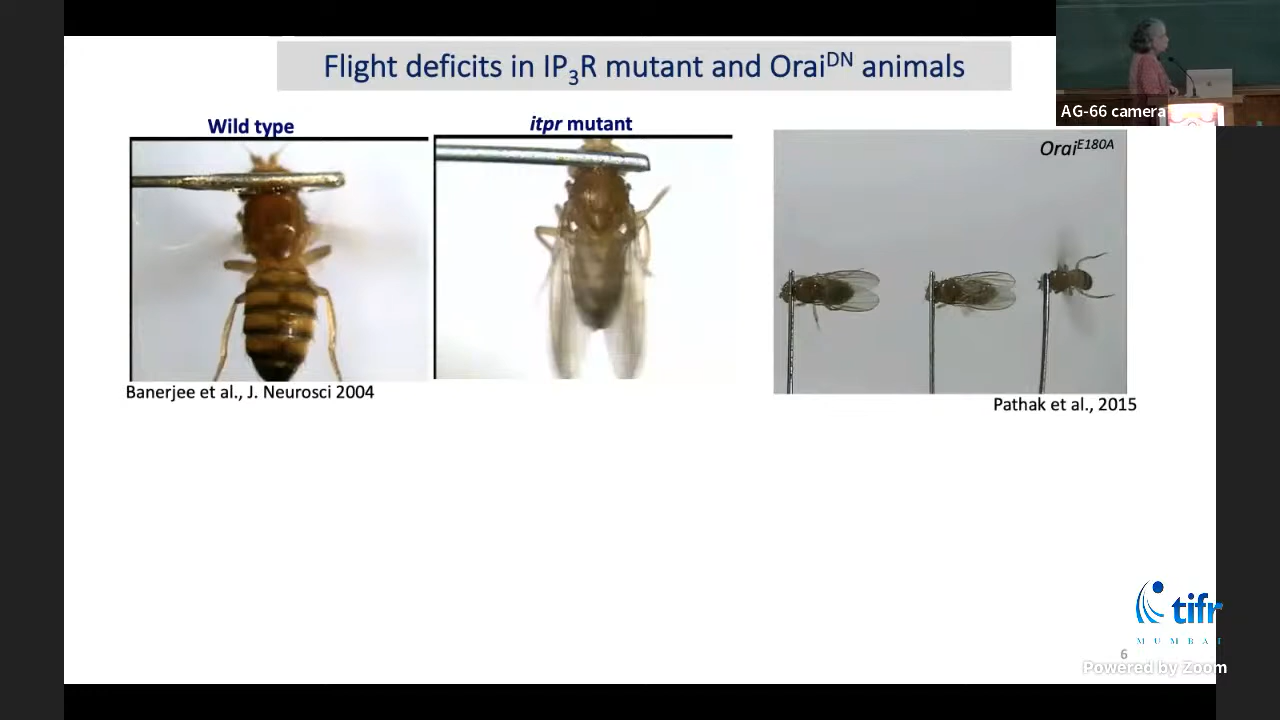 Flight deficits in IP3R mutant and OraiDN animals
AG-66 camera
Wild type
itpr mutant
OraiE180A
Banerjee et al., J. Neurosci 2004
Pathak et al., 2015
tifr
MUMBAI
6
Powered by Zoom